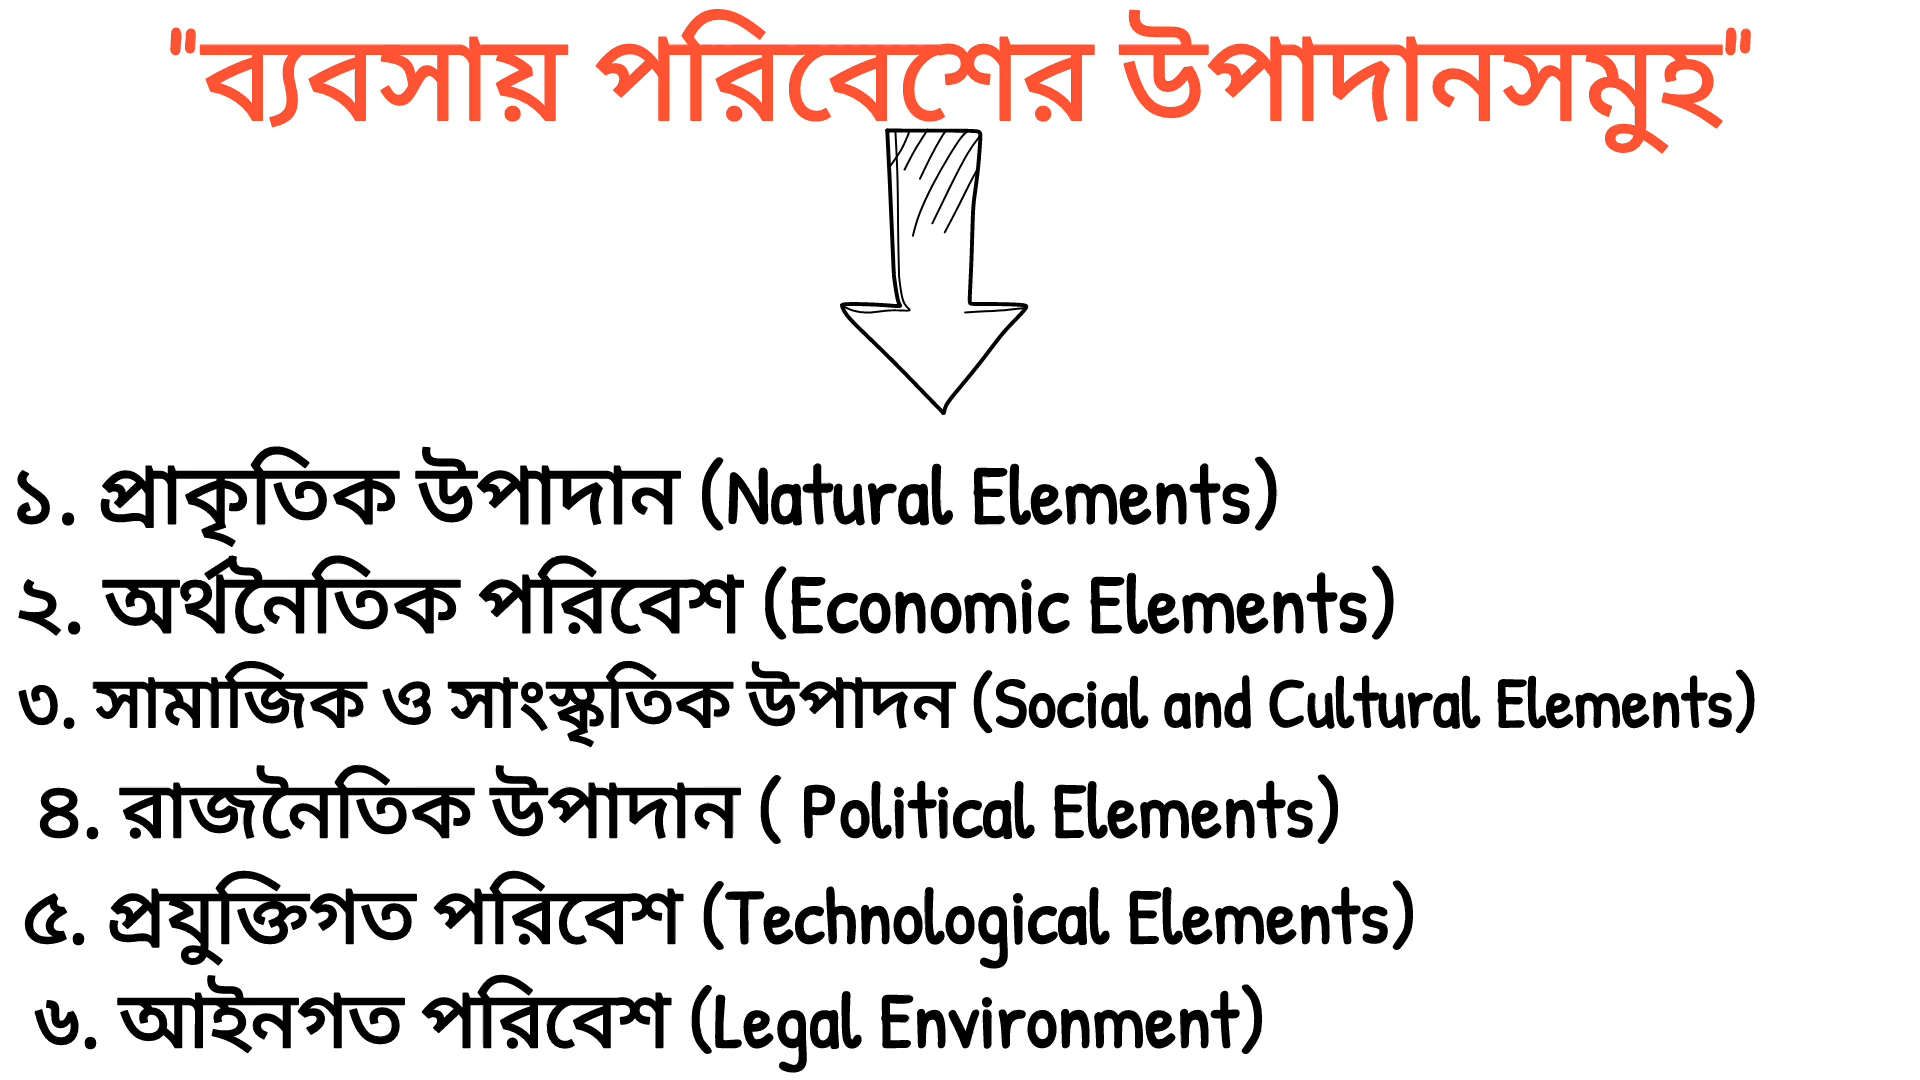 "ব্যবসায় পরিবেশের উপাদানসমুহ"
১. প্রাকৃতিক উপাদান (Natural Elements)
২. অর্থনৈতিক পরিবেশ (Economic Elements)
৩. সামাজিক ও সাংস্কৃতিক উপাদন (Social and Cultural Elements)
৪. রাজনৈতিক উপাদান ( Political Elements)
৫. প্রযুক্তিগত পরিবেশ (Technological Elements)
৬. আইনগত পরিবেশ (Legal Environment)